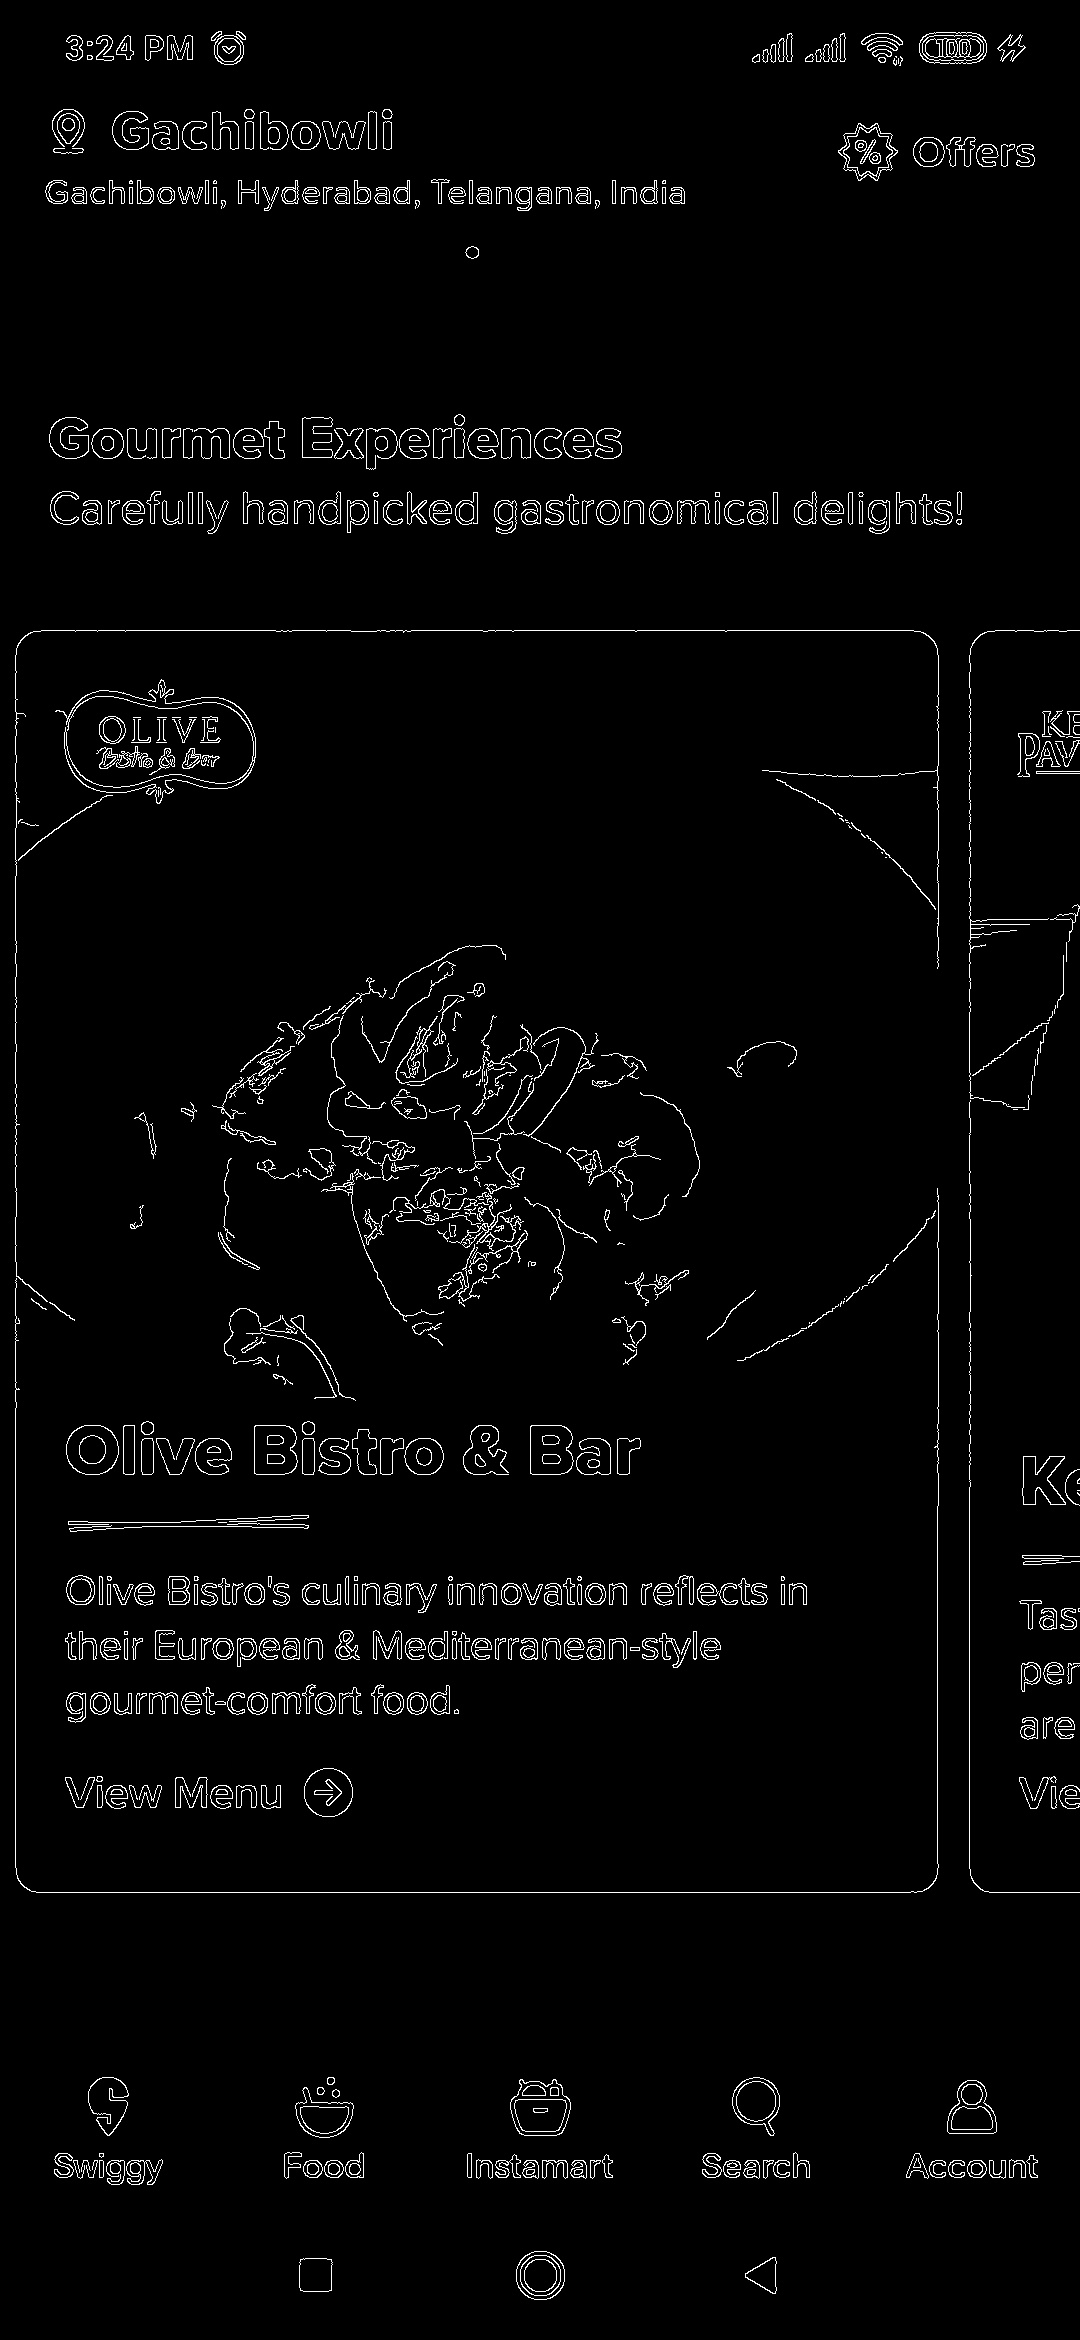 3:24 PM
100
Gachibowli
Offers
Gachibowli, Hyderabad, Telangana, India
Gourmet Experiences
Carefully handpicked gastronomical delights!
OLIVE
Bistro & Bar
KE
PAV
Olive Bistro & Bar
Ke
Olive Bistro's culinary innovation reflects in
their European & Mediterranean-style
gourmet-comfort food.
Tas
per
are
View Menu
Vie
Swiggy
Food
Instamart
Search
Account